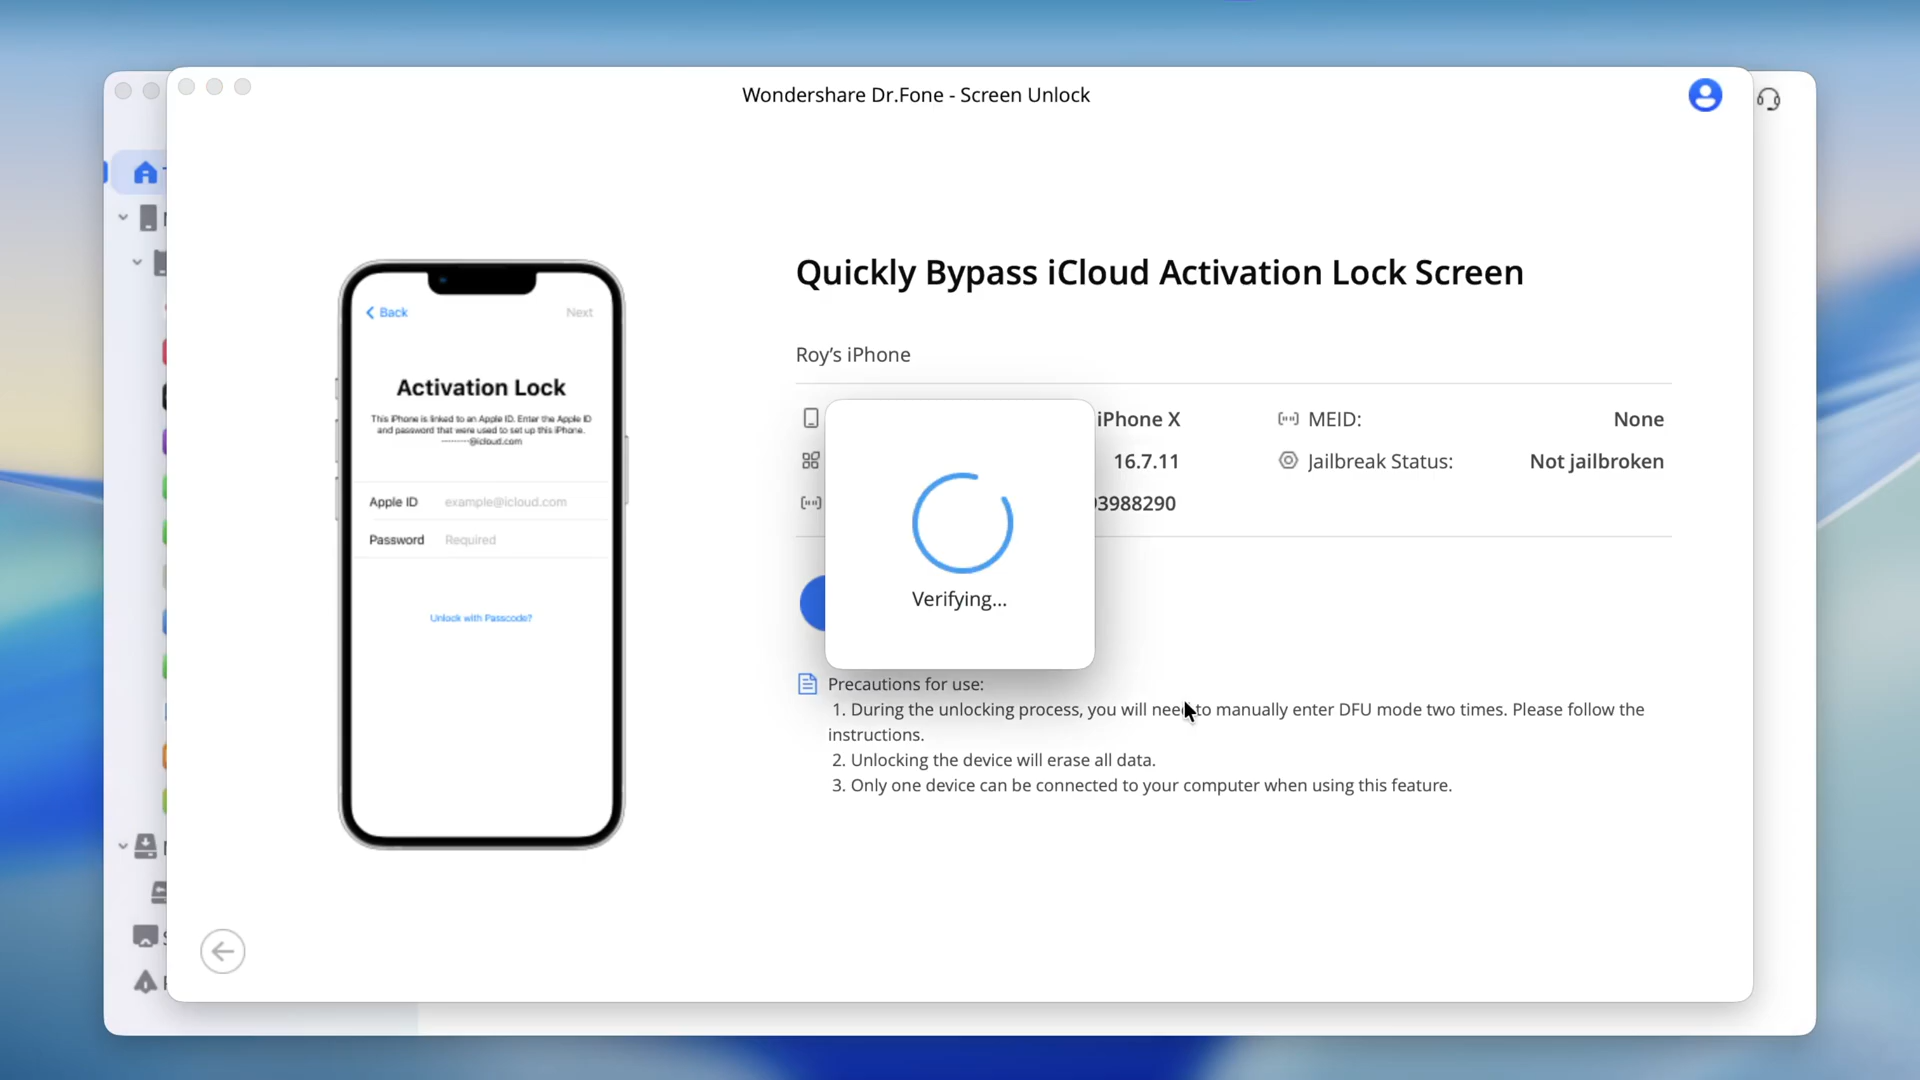 Wondershare Dr.Fone - Screen Unlock
Back
Next
Activation Lock
This iPhone is linked to an Apple ID. Enter the Apple ID
and password that were used to set up this iPhone.
@icloud.com
Apple ID example@icloud.com
Password Required
Unlock with Passcode?
Quickly Bypass iCloud Activation Lock Screen
Roy's iPhone
iPhone X
MEID: None
16.7.11
Jailbreak Status: Not jailbroken
3988290
Verifying...
Precautions for use:
1. During the unlocking process, you will need to manually enter DFU mode two times. Please follow the
instructions.
2. Unlocking the device will erase all data.
3. Only one device can be connected to your computer when using this feature.